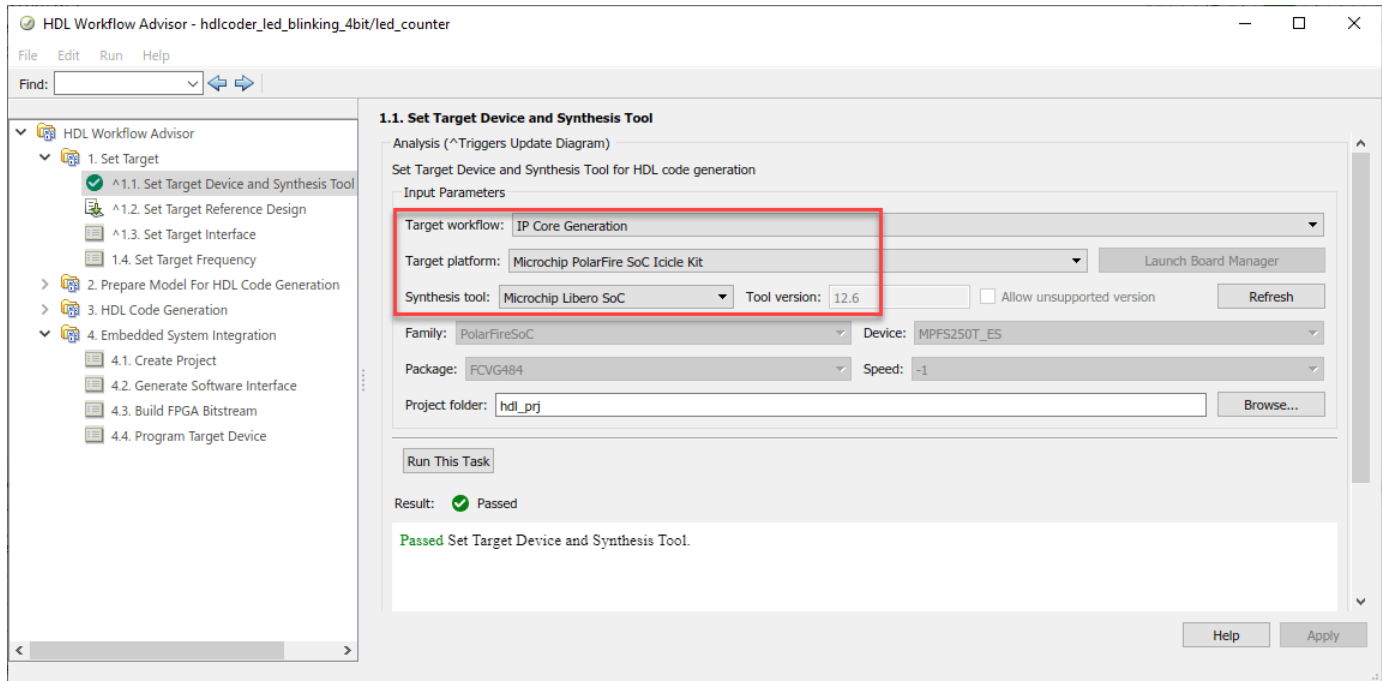 HDL Workflow Advisor - hdlcoder_led_blinking_4bit/led_counter
File Edit Run Help
Find:
HDL Workflow Advisor
1. Set Target
^1.1. Set Target Device and Synthesis Tool
^1.2. Set Target Reference Design
^1.3. Set Target Interface
1.4. Set Target Frequency
2. Prepare Model For HDL Code Generation
3. HDL Code Generation
4. Embedded System Integration
4.1. Create Project
4.2. Generate Software Interface
4.3. Build FPGA Bitstream
4.4. Program Target Device
1.1. Set Target Device and Synthesis Tool
Analysis (^Triggers Update Diagram)
Set Target Device and Synthesis Tool for HDL code generation
Input Parameters
Target workflow: IP Core Generation
Target platform: Microchip PolarFire SoC Icicle Kit Launch Board Manager
Synthesis tool: Microchip Libero SoC Tool version: 12.6 Allow unsupported version Refresh
Family: PolarFireSoC Device: MPFS250T_ES
Package: FCVG484 Speed: -1
Project folder: hdl_prj Browse...
Run This Task
Result: Passed
Passed Set Target Device and Synthesis Tool.
Help Apply